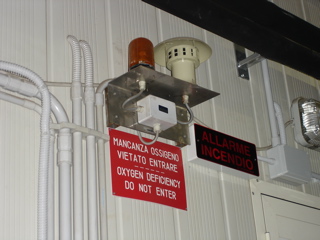 MANCANZA OSSIGENO
VIETATO ENTRARE
------
OXYGEN DEFICIENCY
DO NOT ENTER
ALLARME
INCENDIO